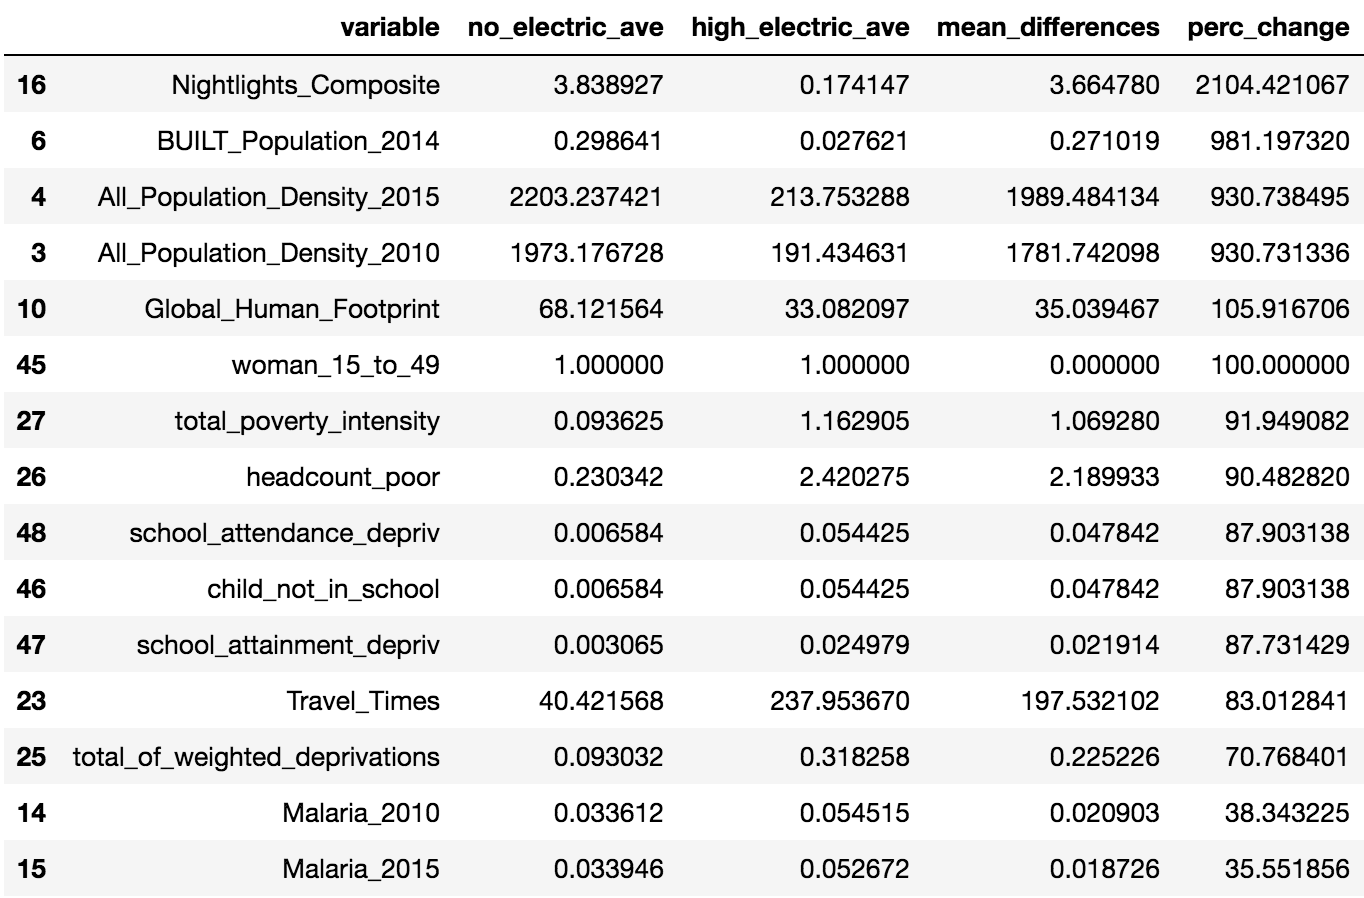 variable no_electric_ave high_electric_ave mean_differences perc_change
16 Nightlights_Composite 3.838927 0.174147 3.664780 2104.421067
6 BUILT_Population_2014 0.298641 0.027621 0.271019 981.197320
4 All_Population_Density_2015 2203.237421 213.753288 1989.484134 930.738495
3 All_Population_Density_2010 1973.176728 191.434631 1781.742098 930.731336
10 Global_Human_Footprint 68.121564 33.082097 35.039467 105.916706
45 woman_15_to_49 1.000000 1.000000 0.000000 100.000000
27 total_poverty_intensity 0.093625 1.162905 1.069280 91.949082
26 headcount_poor 0.230342 2.420275 2.189933 90.482820
48 school_attendance_depriv 0.006584 0.054425 0.047842 87.903138
46 child_not_in_school 0.006584 0.054425 0.047842 87.903138
47 school_attainment_depriv 0.003065 0.024979 0.021914 87.731429
23 Travel_Times 40.421568 237.953670 197.532102 83.012841
25 total_of_weighted_deprivations 0.093032 0.318258 0.225226 70.768401
14 Malaria_2010 0.033612 0.054515 0.020903 38.343225
15 Malaria_2015 0.033946 0.052672 0.018726 35.551856